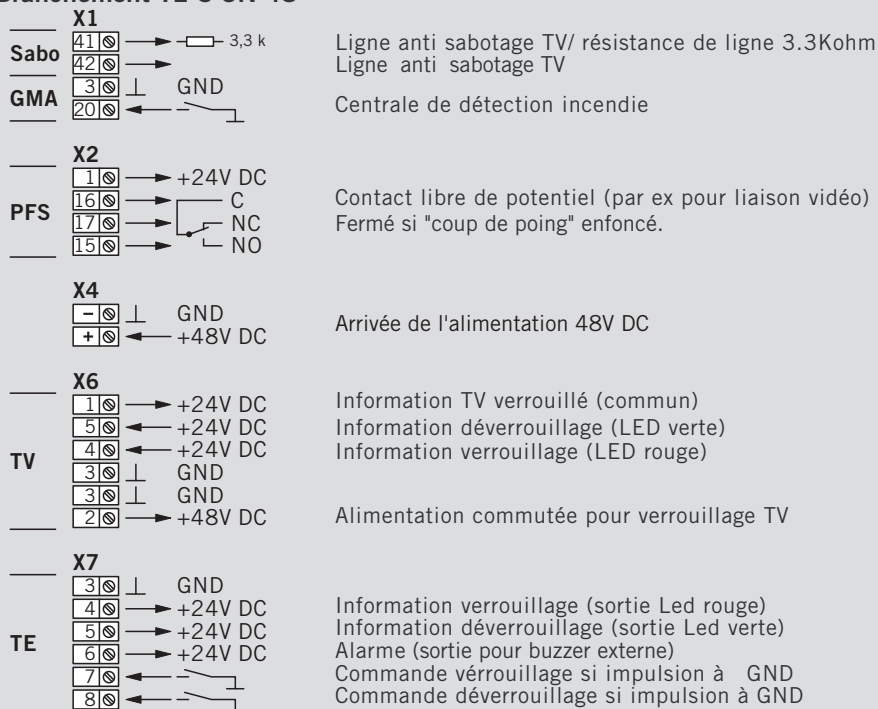 X1
Sabo
41 3,3 k Ligne anti sabotage TV/ résistance de ligne 3.3Kohm
42 Ligne anti sabotage TV
GMA
3 GND
20 Centrale de détection incendie
X2
PFS
1 +24V DC
16 C Contact libre de potentiel (par ex pour liaison vidéo)
17 NC Fermé si "coup de poing" enfoncé.
15 NO
X4
- GND
+ +48V DC Arrivée de l'alimentation 48V DC
X6
TV
1 +24V DC Information TV verrouillé (commun)
5 +24V DC Information déverrouillage (LED verte)
4 +24V DC Information verrouillage (LED rouge)
3 GND
3 GND
2 +48V DC Alimentation commutée pour verrouillage TV
X7
TE
3 GND
4 +24V DC Information verrouillage (sortie Led rouge)
5 +24V DC Information déverrouillage (sortie Led verte)
6 +24V DC Alarme (sortie pour buzzer externe)
7 Commande vérrouillage si impulsion à GND
8 Commande déverrouillage si impulsion à GND